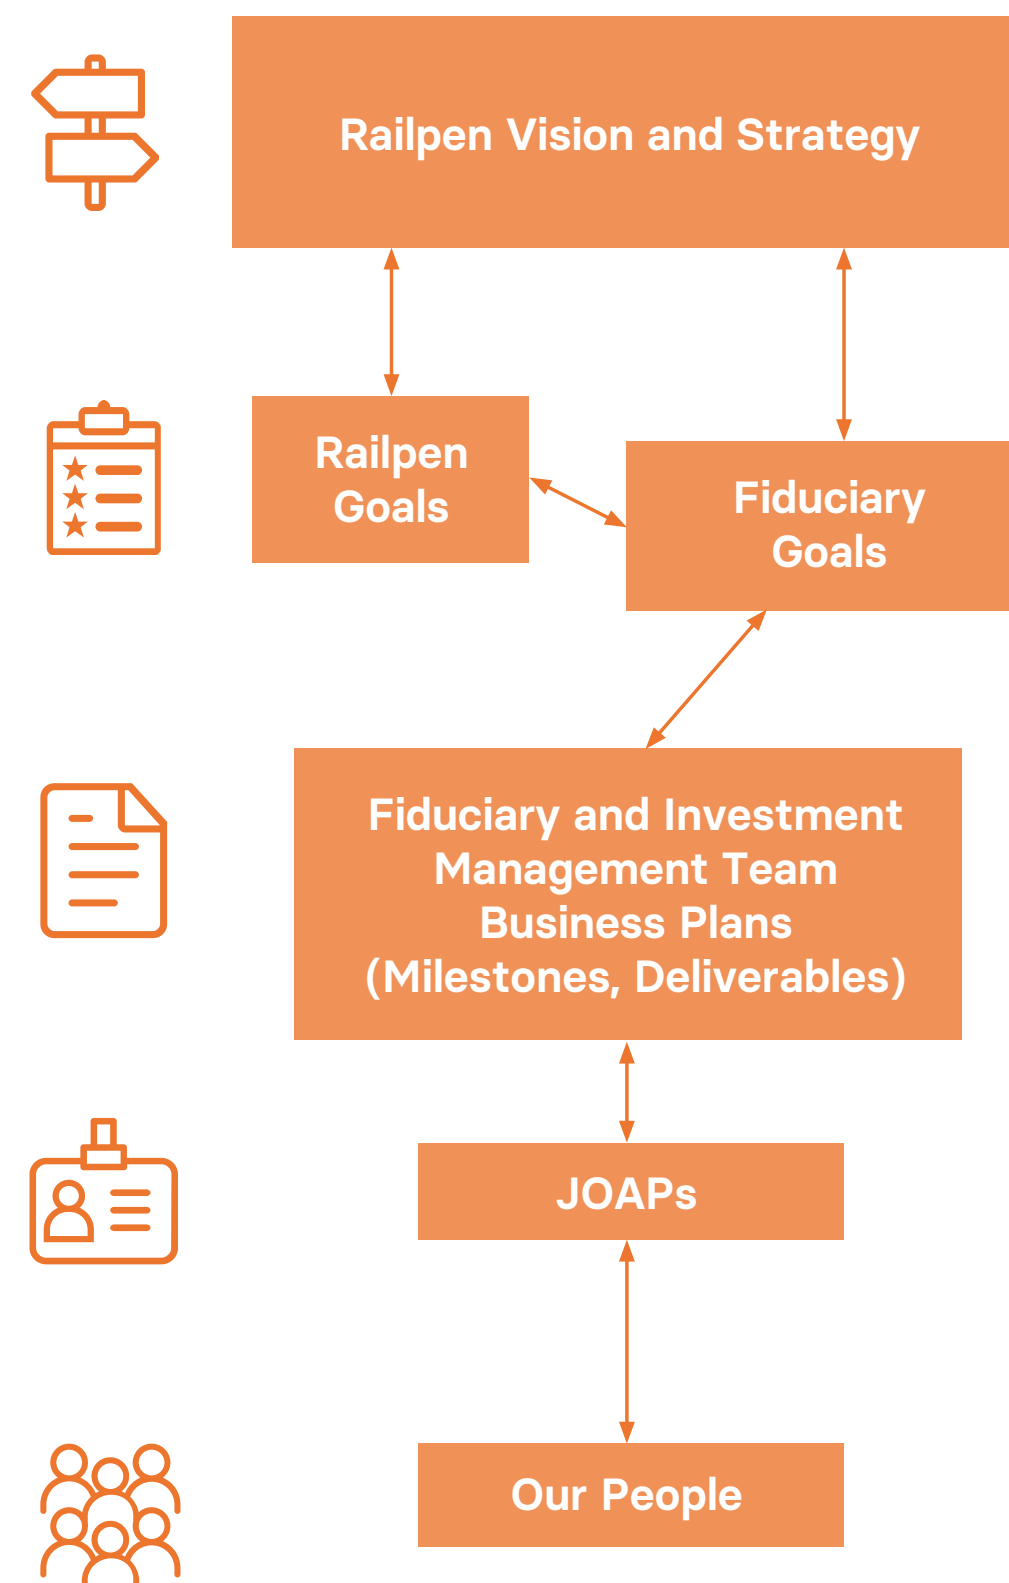 Railpen Vision and Strategy
Railpen
Goals
Fiduciary
Goals
Fiduciary and Investment
Management Team
Business Plans
(Milestones, Deliverables)
JOAPs
Our People